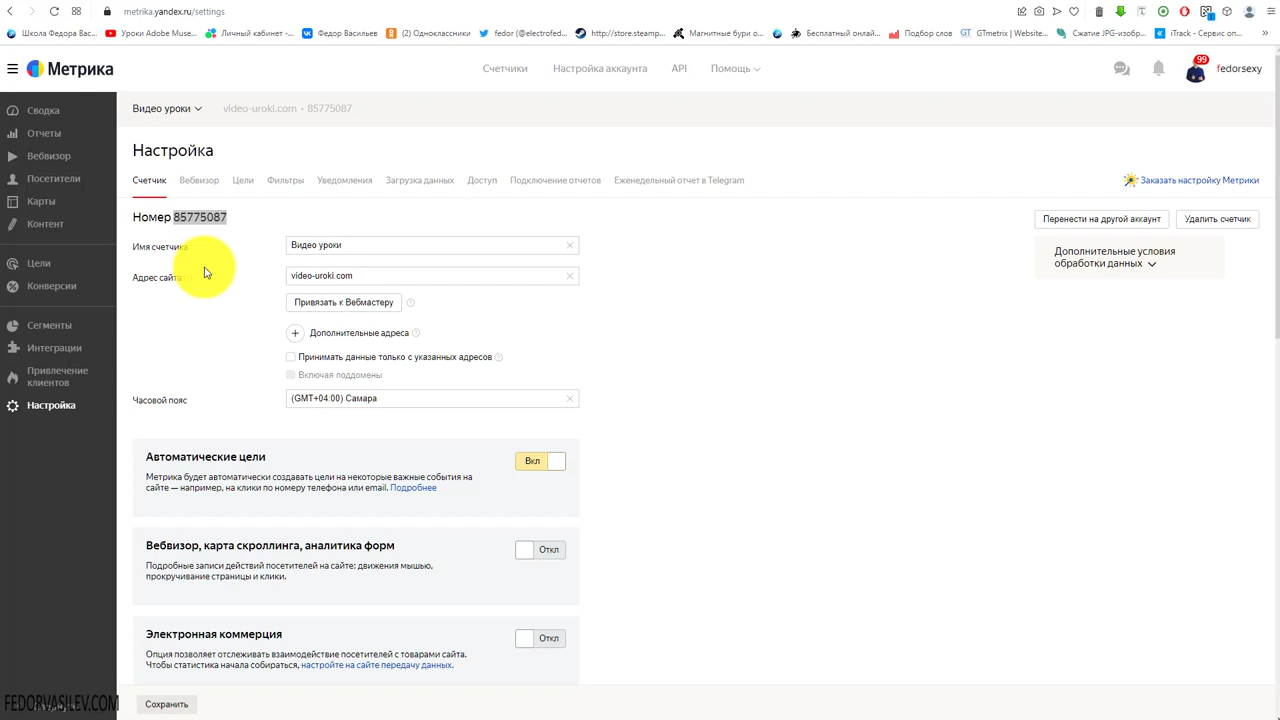 metrika.yandex.ru/settings
Школа Федора Вас...
Уроки Adobe Muse...
Личный кабинет -...
Федор Васильев
(2) Одноклассники
fedor (@electrofed...
http://store.steamp...
Магнитные бури о...
Бесплатный онлай...
Подбор слов
GTmetrix | Website...
Сжатие JPG-изобр...
iTrack - Сервис оп...
Метрика
Счетчики
Настройка аккаунта
API
Помощь
99
fedorsexy
Сводка
Отчеты
Вебвизор
Посетители
Карты
Контент
Цели
Конверсии
Сегменты
Интеграции
Привлечение
клиентов
Настройка
Видео уроки
video-uroki.com • 85775087
Настройка
Счетчик
Вебвизор
Цели
Фильтры
Уведомления
Загрузка данных
Доступ
Подключение отчетов
Еженедельный отчет в Telegram
Заказать настройку Метрики
Номер 85775087
Перенести на другой аккаунт
Удалить счетчик
Дополнительные условия
обработки данных
Имя счетчика
Видео уроки
Адрес сайта
video-uroki.com
Привязать к Вебмастеру
Дополнительные адреса
Принимать данные только с указанных адресов
Включая поддомены
Часовой пояс
(GMT+04:00) Самара
Автоматические цели
Вкл
Метрика будет автоматически создавать цели на некоторые важные события на
сайте — например, на клики по номеру телефона или email. Подробнее
Вебвизор, карта скроллинга, аналитика форм
Откл
Подробные записи действий посетителей на сайте: движения мышью,
прокручивание страницы и клики.
Электронная коммерция
Откл
Опция позволяет отслеживать взаимодействие посетителей с товарами сайта.
Чтобы статистика начала собираться, настройте на сайте передачу данных.
Сохранить
FEDORVASILEV.COM